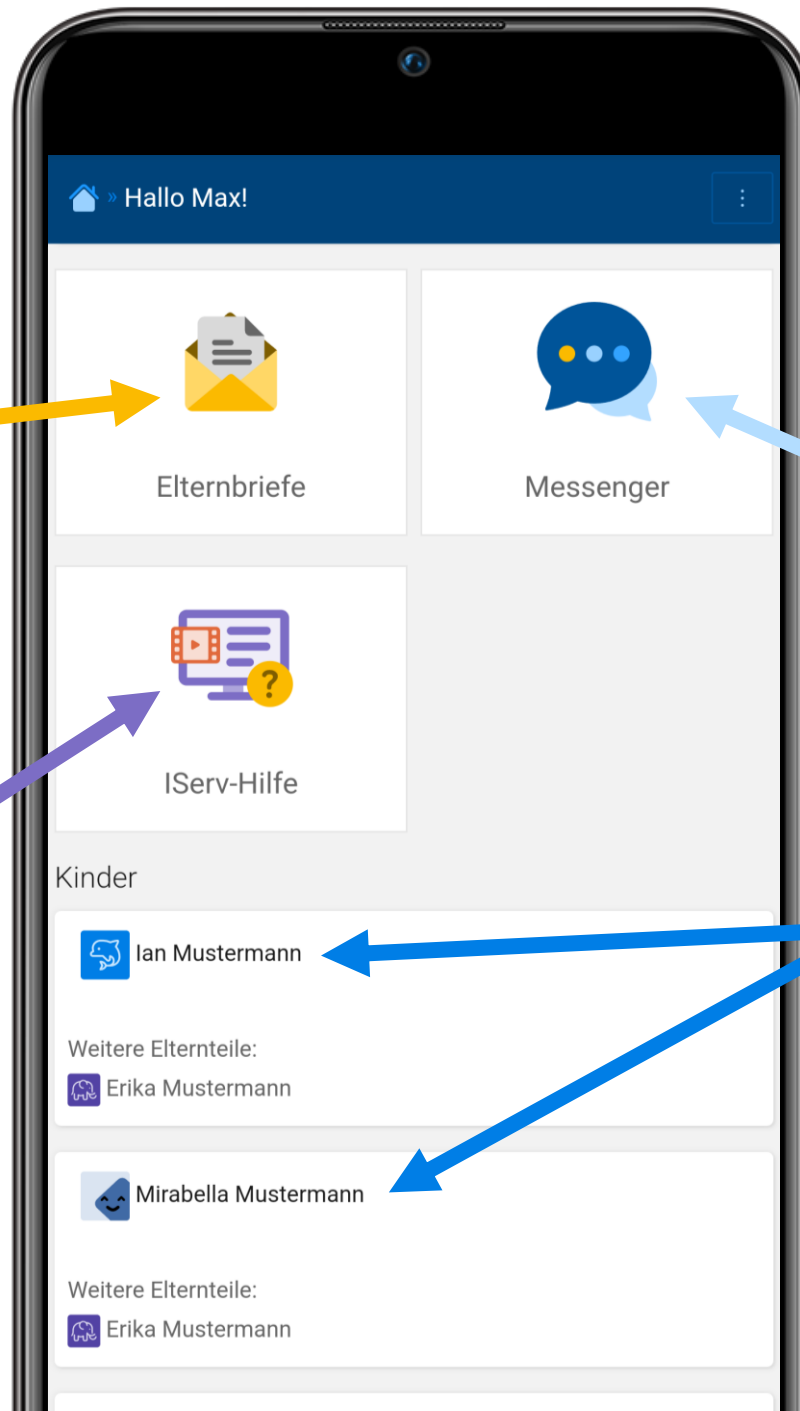 » Hallo Max!
Elternbriefe
Messenger
?
IServ-Hilfe
Kinder
Ian Mustermann
Weitere Elternteile:
Erika Mustermann
Mirabella Mustermann
Weitere Elternteile:
Erika Mustermann